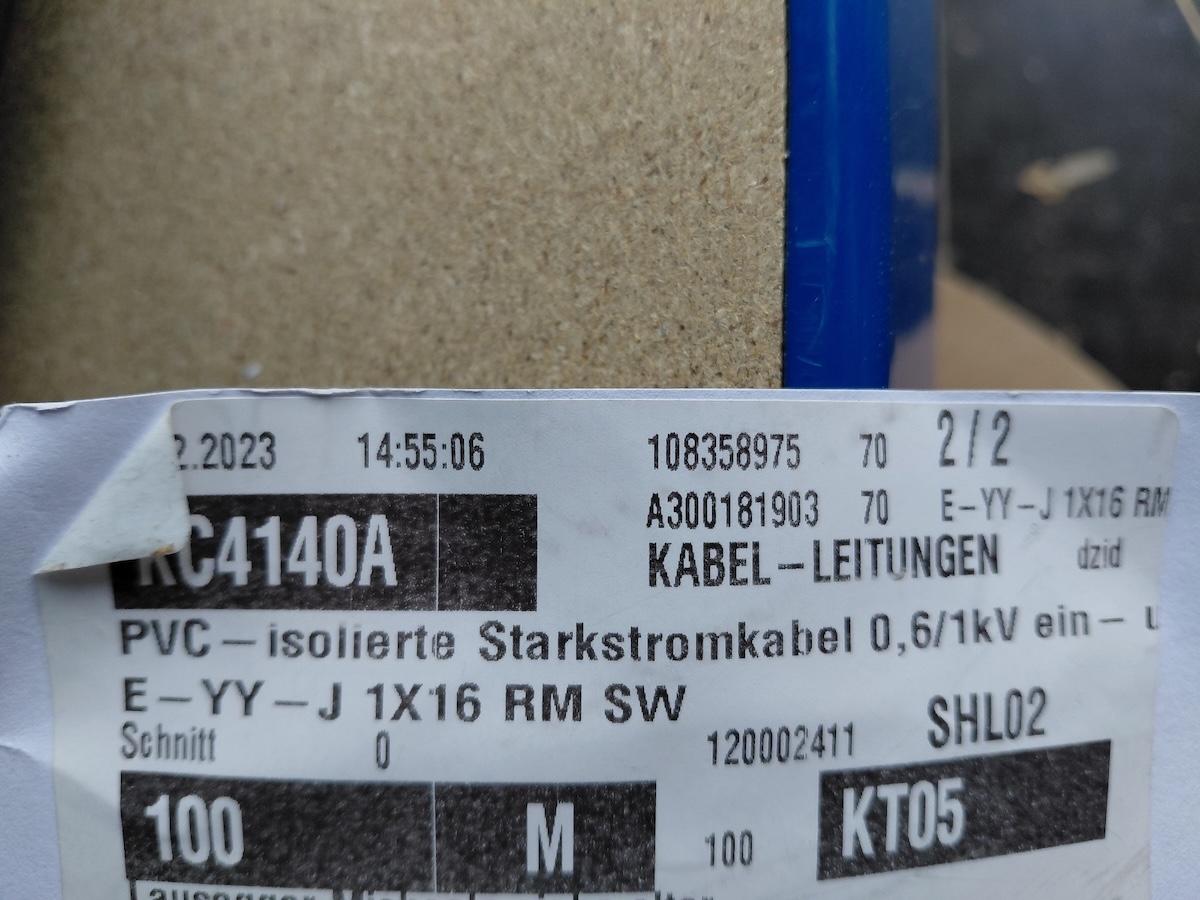 2.2023 14:55:06 108358975 70 2/2
A300181903 70 E-YY-J 1X16 RM
KC4140A KABEL-LEITUNGEN dzid
PVC-isolierte Starkstromkabel 0,6/1kV ein- u
E-YY-J 1X16 RM SW
Schnitt 0 120002411 SHL02
100 M 100 KT05